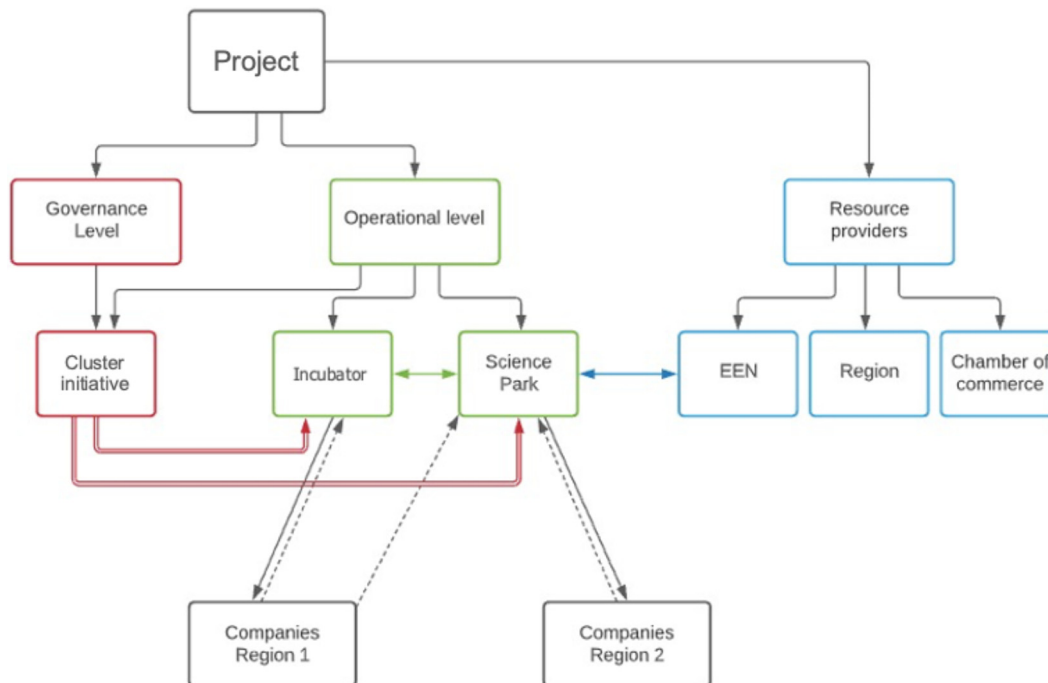 Project
Governance
Level
Operational level
Resource
providers
Cluster
initiative
Incubator
Science
Park
EEN
Region
Chamber of
commerce
Companies
Region 1
Companies
Region 2